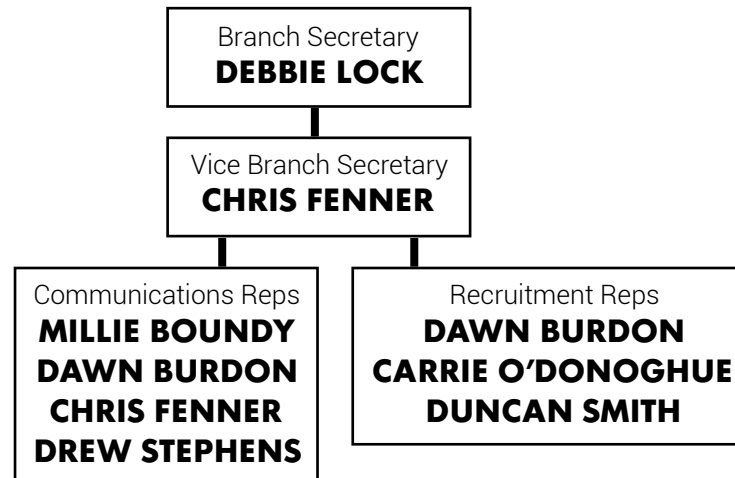 Branch Secretary
DEBBIE LOCK
Vice Branch Secretary
CHRIS FENNER
Communications Reps
MILLIE BOUNDY
DAWN BURDON
CHRIS FENNER
DREW STEPHENS
Recruitment Reps
DAWN BURDON
CARRIE O’DONOGHUE
DUNCAN SMITH